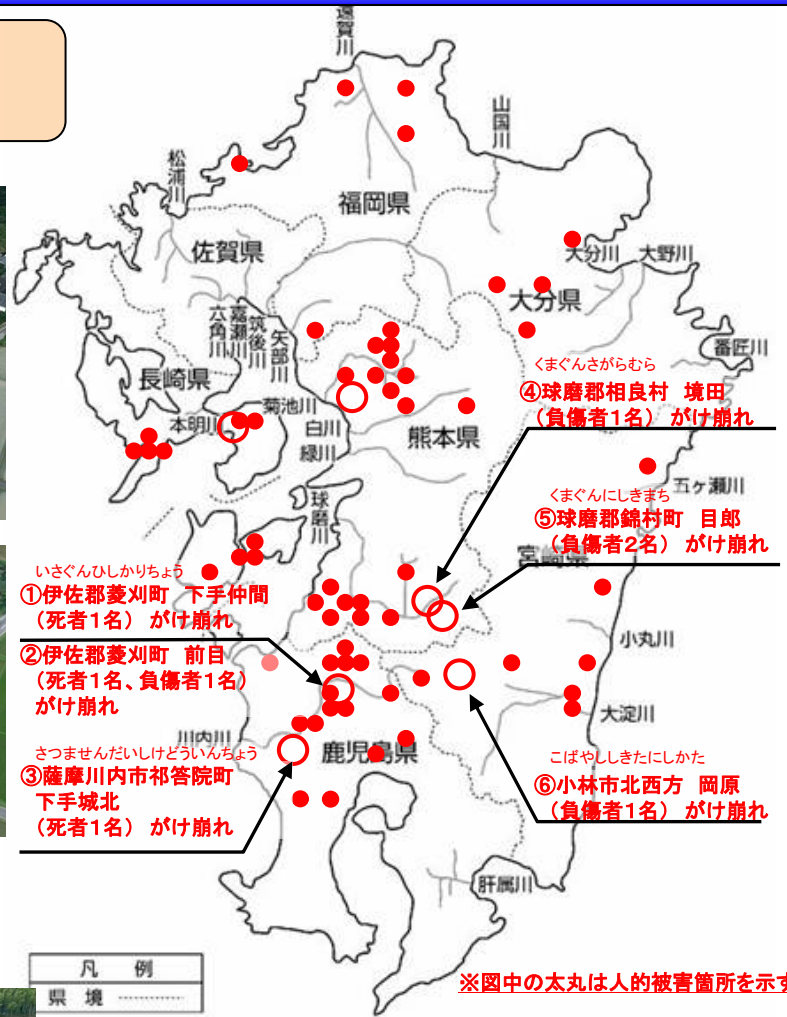 遠賀川
山国川
松浦川
福岡県
佐賀県
大分川
大野川
大分県
六角川
嘉瀬川
筑後川
矢部川
番匠川
長崎県
くまぐんさがらむら
④球磨郡相良村 境田
(負傷者1名) がけ崩れ
本明川
菊池川
白川
緑川
熊本県
五ヶ瀬川
球磨川
くまぐんにしきまち
⑤球磨郡錦村町 目郎
(負傷者2名) がけ崩れ
宮崎県
いさぐんひしかりちょう
①伊佐郡菱刈町 下手仲間
(死者1名) がけ崩れ
②伊佐郡菱刈町 前目
(死者1名、負傷者1名)
がけ崩れ
小丸川
大淀川
川内川
さつませんだいしけどういんちょう
③薩摩川内市祁答院町
下手城北
(死者1名) がけ崩れ
鹿児島県
こばやししきたにしかた
⑥小林市北西方 岡原
(負傷者1名) がけ崩れ
肝属川
凡 例
県 境
※図中の太丸は人的被害箇所を示す